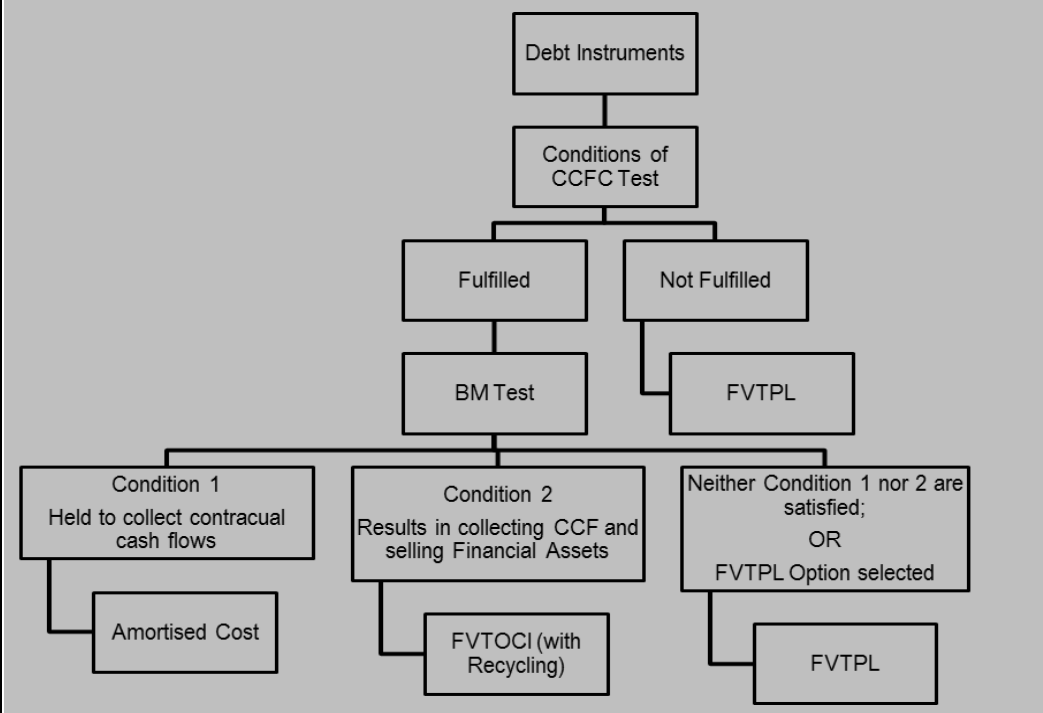 Debt Instruments
Conditions of
CCFC Test
Fulfilled
Not Fulfilled
BM Test
FVTPL
Condition 1
Held to collect contracual
cash flows
Condition 2
Results in collecting CCF and
selling Financial Assets
Neither Condition 1 nor 2 are
satisfied;
OR
FVTPL Option selected
Amortised Cost
FVTOCI (with
Recycling)
FVTPL